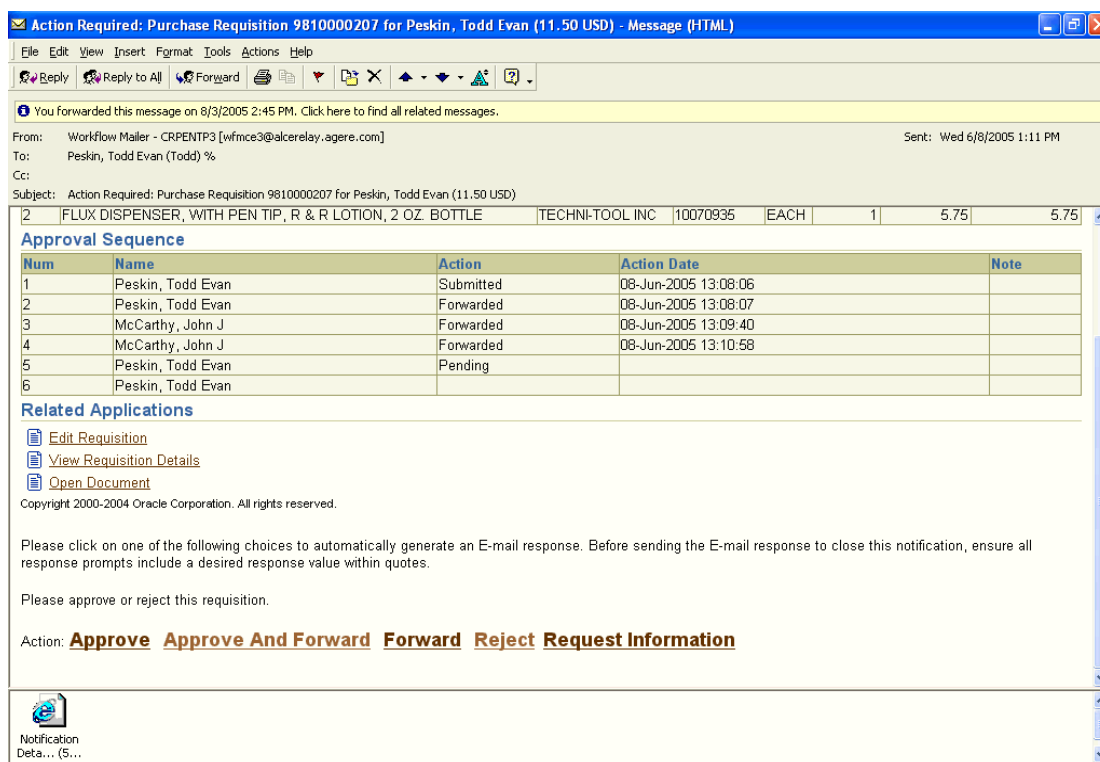 Action Required: Purchase Requisition 9810000207 for Peskin, Todd Evan (11.50 USD) - Message (HTML)
File Edit View Insert Format Tools Actions Help
Reply Reply to All Forward
You forwarded this message on 8/3/2005 2:45 PM. Click here to find all related messages.
From: Workflow Mailer - CRPENTP3 [wfmce3@alcerelay.agere.com] Sent: Wed 6/8/2005 1:11 PM
To: Peskin, Todd Evan (Todd) %
Cc:
Subject: Action Required: Purchase Requisition 9810000207 for Peskin, Todd Evan (11.50 USD)
2 FLUX DISPENSER, WITH PEN TIP, R & R LOTION, 2 OZ. BOTTLE TECHNI-TOOL INC 10070935 EACH 1 5.75 5.75
Approval Sequence
Num Name Action Action Date Note
1 Peskin, Todd Evan Submitted 08-Jun-2005 13:08:06
2 Peskin, Todd Evan Forwarded 08-Jun-2005 13:08:07
3 McCarthy, John J Forwarded 08-Jun-2005 13:09:40
4 McCarthy, John J Forwarded 08-Jun-2005 13:10:58
5 Peskin, Todd Evan Pending
6 Peskin, Todd Evan
Related Applications
Edit Requisition
View Requisition Details
Open Document
Copyright 2000-2004 Oracle Corporation. All rights reserved.
Please click on one of the following choices to automatically generate an E-mail response. Before sending the E-mail response to close this notification, ensure all
response prompts include a desired response value within quotes.
Please approve or reject this requisition.
Action: Approve Approve And Forward Forward Reject Request Information
Notification
Deta... (5...